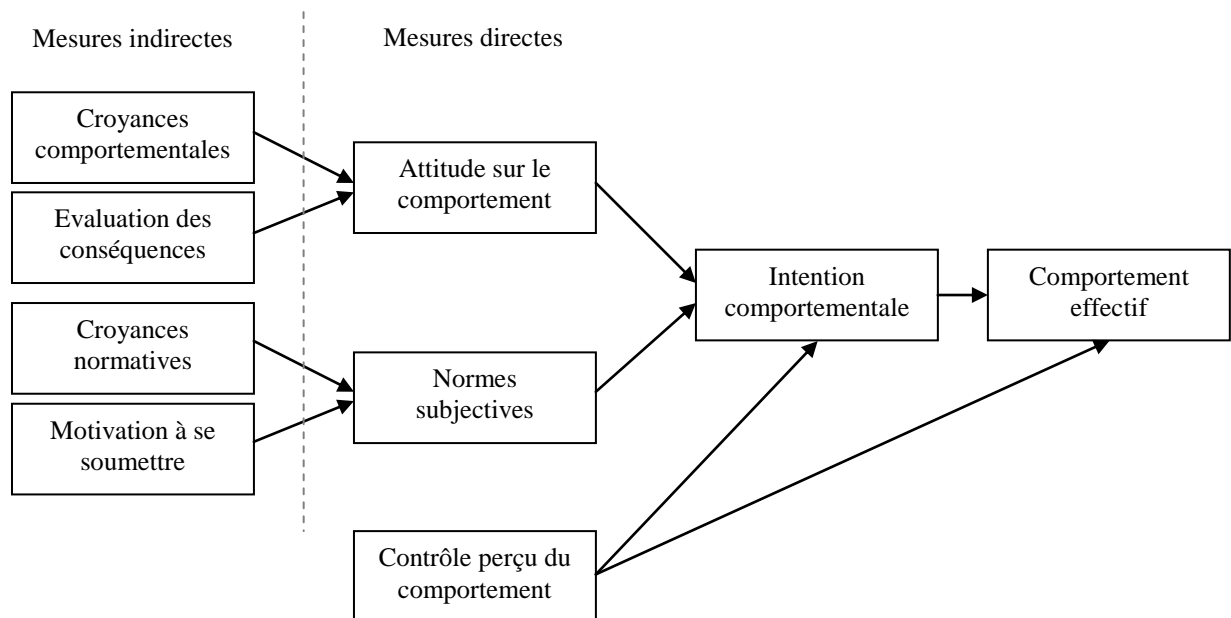 Mesures indirectes
Mesures directes
Croyances
comportementales
Evaluation des
conséquences
Croyances
normatives
Motivation à se
soumettre
Attitude sur le
comportement
Normes
subjectives
Contrôle perçu du
comportement
Intention
comportementale
Comportement
effectif